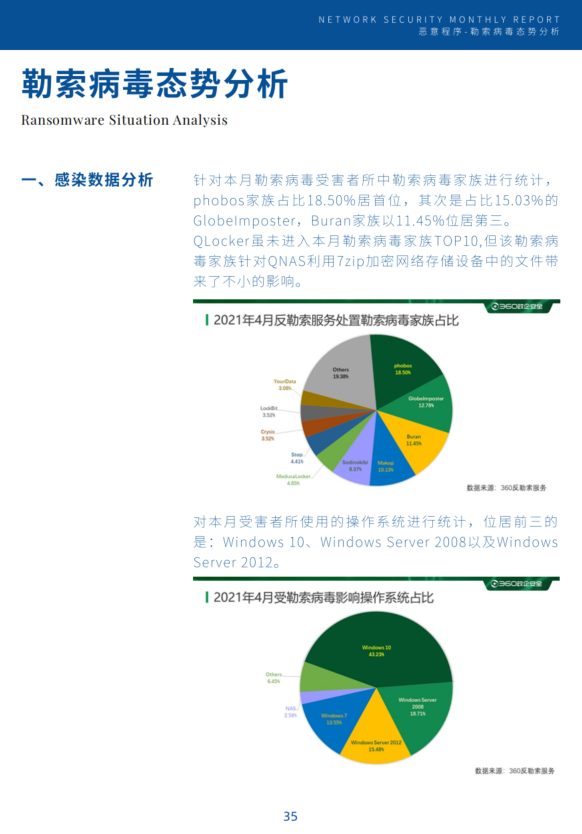 NETWORK SECURITY MONTHLY REPORT
恶意程序-勒索病毒态势分析
勒索病毒态势分析
Ransomware Situation Analysis
一、感染数据分析
针对本月勒索病毒受害者所中勒索病毒家族进行统计，
phobos家族占比18.50%居首位，其次是占比15.03%的
GlobeImposter，Buran家族以11.45%位居第三。
QLocker虽未进入本月勒索病毒家族TOP10,但该勒索病
毒家族针对QNAS利用7zip加密网络存储设备中的文件带
来了不小的影响。
360政企安全
2021年4月反勒索服务处置勒索病毒家族占比
phobos
18.50%
GlobeImposter
12.78%
Buran
11.45%
Makop
10.13%
Sodinokibi
9.25%
MedusaLocker
4.85%
Stop
4.41%
Crysis
3.52%
LockBit
3.52%
YourData
3.08%
Others
19.38%
数据来源：360反勒索服务
对本月受害者所使用的操作系统进行统计，位居前三的
是：Windows 10、Windows Server 2008以及Windows
Server 2012。
360政企安全
2021年4月受勒索病毒影响操作系统占比
Windows 10
43.23%
Windows Server
2008
18.71%
Windows Server 2012
15.48%
Windows 7
13.55%
NAS
2.58%
Others
6.45%
数据来源：360反勒索服务
35